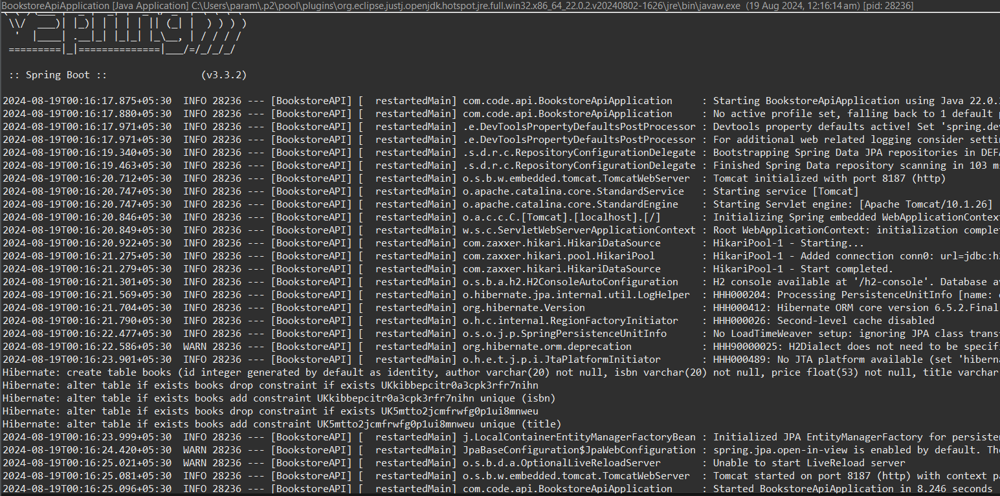 BookstoreApiApplication [Java Application] C:\Users\param\.p2\pool\plugins\org.eclipse.justj.openjdk.hotspot.jre.full.win32.x86_64_22.0.2.v20240802-1626\jre\bin\javaw.exe (19 Aug 2024, 12:16:14 am) [pid: 28236]
 \\/  ___)| |_)| | | | | || (_| |  ) ) ) )
  '  |____| .__|_| |_|_| |_\__, | / / / /
 =========|_|==============|___/=/_/_/_/
 :: Spring Boot ::                (v3.3.2)
2024-08-19T00:16:17.875+05:30  INFO 28236 --- [BookstoreAPI] [  restartedMain] com.code.api.BookstoreApiApplication     : Starting BookstoreApiApplication using Java 22.0.
2024-08-19T00:16:17.880+05:30  INFO 28236 --- [BookstoreAPI] [  restartedMain] com.code.api.BookstoreApiApplication     : No active profile set, falling back to 1 default
2024-08-19T00:16:17.971+05:30  INFO 28236 --- [BookstoreAPI] [  restartedMain] .e.DevToolsPropertyDefaultsPostProcessor : Devtools property defaults active! Set 'spring.dev
2024-08-19T00:16:17.971+05:30  INFO 28236 --- [BookstoreAPI] [  restartedMain] .e.DevToolsPropertyDefaultsPostProcessor : For additional web related logging consider setti
2024-08-19T00:16:19.340+05:30  INFO 28236 --- [BookstoreAPI] [  restartedMain] .s.d.r.c.RepositoryConfigurationDelegate : Bootstrapping Spring Data JPA repositories in DEFA
2024-08-19T00:16:19.463+05:30  INFO 28236 --- [BookstoreAPI] [  restartedMain] .s.d.r.c.RepositoryConfigurationDelegate : Finished Spring Data repository scanning in 103 m
2024-08-19T00:16:20.712+05:30  INFO 28236 --- [BookstoreAPI] [  restartedMain] o.s.b.w.embedded.tomcat.TomcatWebServer  : Tomcat initialized with port 8187 (http)
2024-08-19T00:16:20.747+05:30  INFO 28236 --- [BookstoreAPI] [  restartedMain] o.apache.catalina.core.StandardService   : Starting service [Tomcat]
2024-08-19T00:16:20.747+05:30  INFO 28236 --- [BookstoreAPI] [  restartedMain] o.apache.catalina.core.StandardEngine    : Starting Servlet engine: [Apache Tomcat/10.1.26]
2024-08-19T00:16:20.846+05:30  INFO 28236 --- [BookstoreAPI] [  restartedMain] o.a.c.c.C.[Tomcat].[localhost].[/]       : Initializing Spring embedded WebApplicationContext
2024-08-19T00:16:20.849+05:30  INFO 28236 --- [BookstoreAPI] [  restartedMain] w.s.c.ServletWebServerApplicationContext : Root WebApplicationContext: initialization complet
2024-08-19T00:16:20.922+05:30  INFO 28236 --- [BookstoreAPI] [  restartedMain] com.zaxxer.hikari.HikariDataSource       : HikariPool-1 - Starting...
2024-08-19T00:16:21.275+05:30  INFO 28236 --- [BookstoreAPI] [  restartedMain] com.zaxxer.hikari.pool.HikariPool        : HikariPool-1 - Added connection conn0: url=jdbc:h
2024-08-19T00:16:21.279+05:30  INFO 28236 --- [BookstoreAPI] [  restartedMain] com.zaxxer.hikari.HikariDataSource       : HikariPool-1 - Start completed.
2024-08-19T00:16:21.301+05:30  INFO 28236 --- [BookstoreAPI] [  restartedMain] o.s.b.a.h2.H2ConsoleAutoConfiguration    : H2 console available at '/h2-console'. Database av
2024-08-19T00:16:21.569+05:30  INFO 28236 --- [BookstoreAPI] [  restartedMain] o.hibernate.jpa.internal.util.LogHelper  : HHH000204: Processing PersistenceUnitInfo [name:
2024-08-19T00:16:21.704+05:30  INFO 28236 --- [BookstoreAPI] [  restartedMain] org.hibernate.Version                    : HHH000412: Hibernate ORM core version 6.5.2.Final
2024-08-19T00:16:21.790+05:30  INFO 28236 --- [BookstoreAPI] [  restartedMain] o.h.c.internal.RegionFactoryInitiator    : HHH000026: Second-level cache disabled
2024-08-19T00:16:22.477+05:30  INFO 28236 --- [BookstoreAPI] [  restartedMain] o.s.o.j.p.SpringPersistenceUnitInfo      : No LoadTimeWeaver setup: ignoring JPA class trans
2024-08-19T00:16:22.586+05:30  WARN 28236 --- [BookstoreAPI] [  restartedMain] org.hibernate.orm.deprecation            : HHH90000025: H2Dialect does not need to be specifi
2024-08-19T00:16:23.901+05:30  INFO 28236 --- [BookstoreAPI] [  restartedMain] o.h.e.t.j.p.i.JtaPlatformInitiator       : HHH000489: No JTA platform available (set 'hibern
Hibernate: create table books (id integer generated by default as identity, author varchar(20) not null, isbn varchar(20) not null, price float(53) not null, title varchar
Hibernate: alter table if exists books drop constraint if exists UKkibbepcitr0a3cpk3rfr7nihn
Hibernate: alter table if exists books add constraint UKkibbepcitr0a3cpk3rfr7nihn unique (isbn)
Hibernate: alter table if exists books drop constraint if exists UK5mtto2jcmfrwfg0p1ui8mnweu
Hibernate: alter table if exists books add constraint UK5mtto2jcmfrwfg0p1ui8mnweu unique (title)
2024-08-19T00:16:23.999+05:30  INFO 28236 --- [BookstoreAPI] [  restartedMain] j.LocalContainerEntityManagerFactoryBean : Initialized JPA EntityManagerFactory for persisten
2024-08-19T00:16:24.420+05:30  WARN 28236 --- [BookstoreAPI] [  restartedMain] JpaBaseConfiguration$JpaWebConfiguration : spring.jpa.open-in-view is enabled by default. The
2024-08-19T00:16:25.021+05:30  WARN 28236 --- [BookstoreAPI] [  restartedMain] o.s.b.d.a.OptionalLiveReloadServer       : Unable to start LiveReload server
2024-08-19T00:16:25.081+05:30  INFO 28236 --- [BookstoreAPI] [  restartedMain] o.s.b.w.embedded.tomcat.TomcatWebServer  : Tomcat started on port 8187 (http) with context pa
2024-08-19T00:16:25.096+05:30  INFO 28236 --- [BookstoreAPI] [  restartedMain] com.code.api.BookstoreApiApplication     : Started BookstoreApiApplication in 8.246 seconds